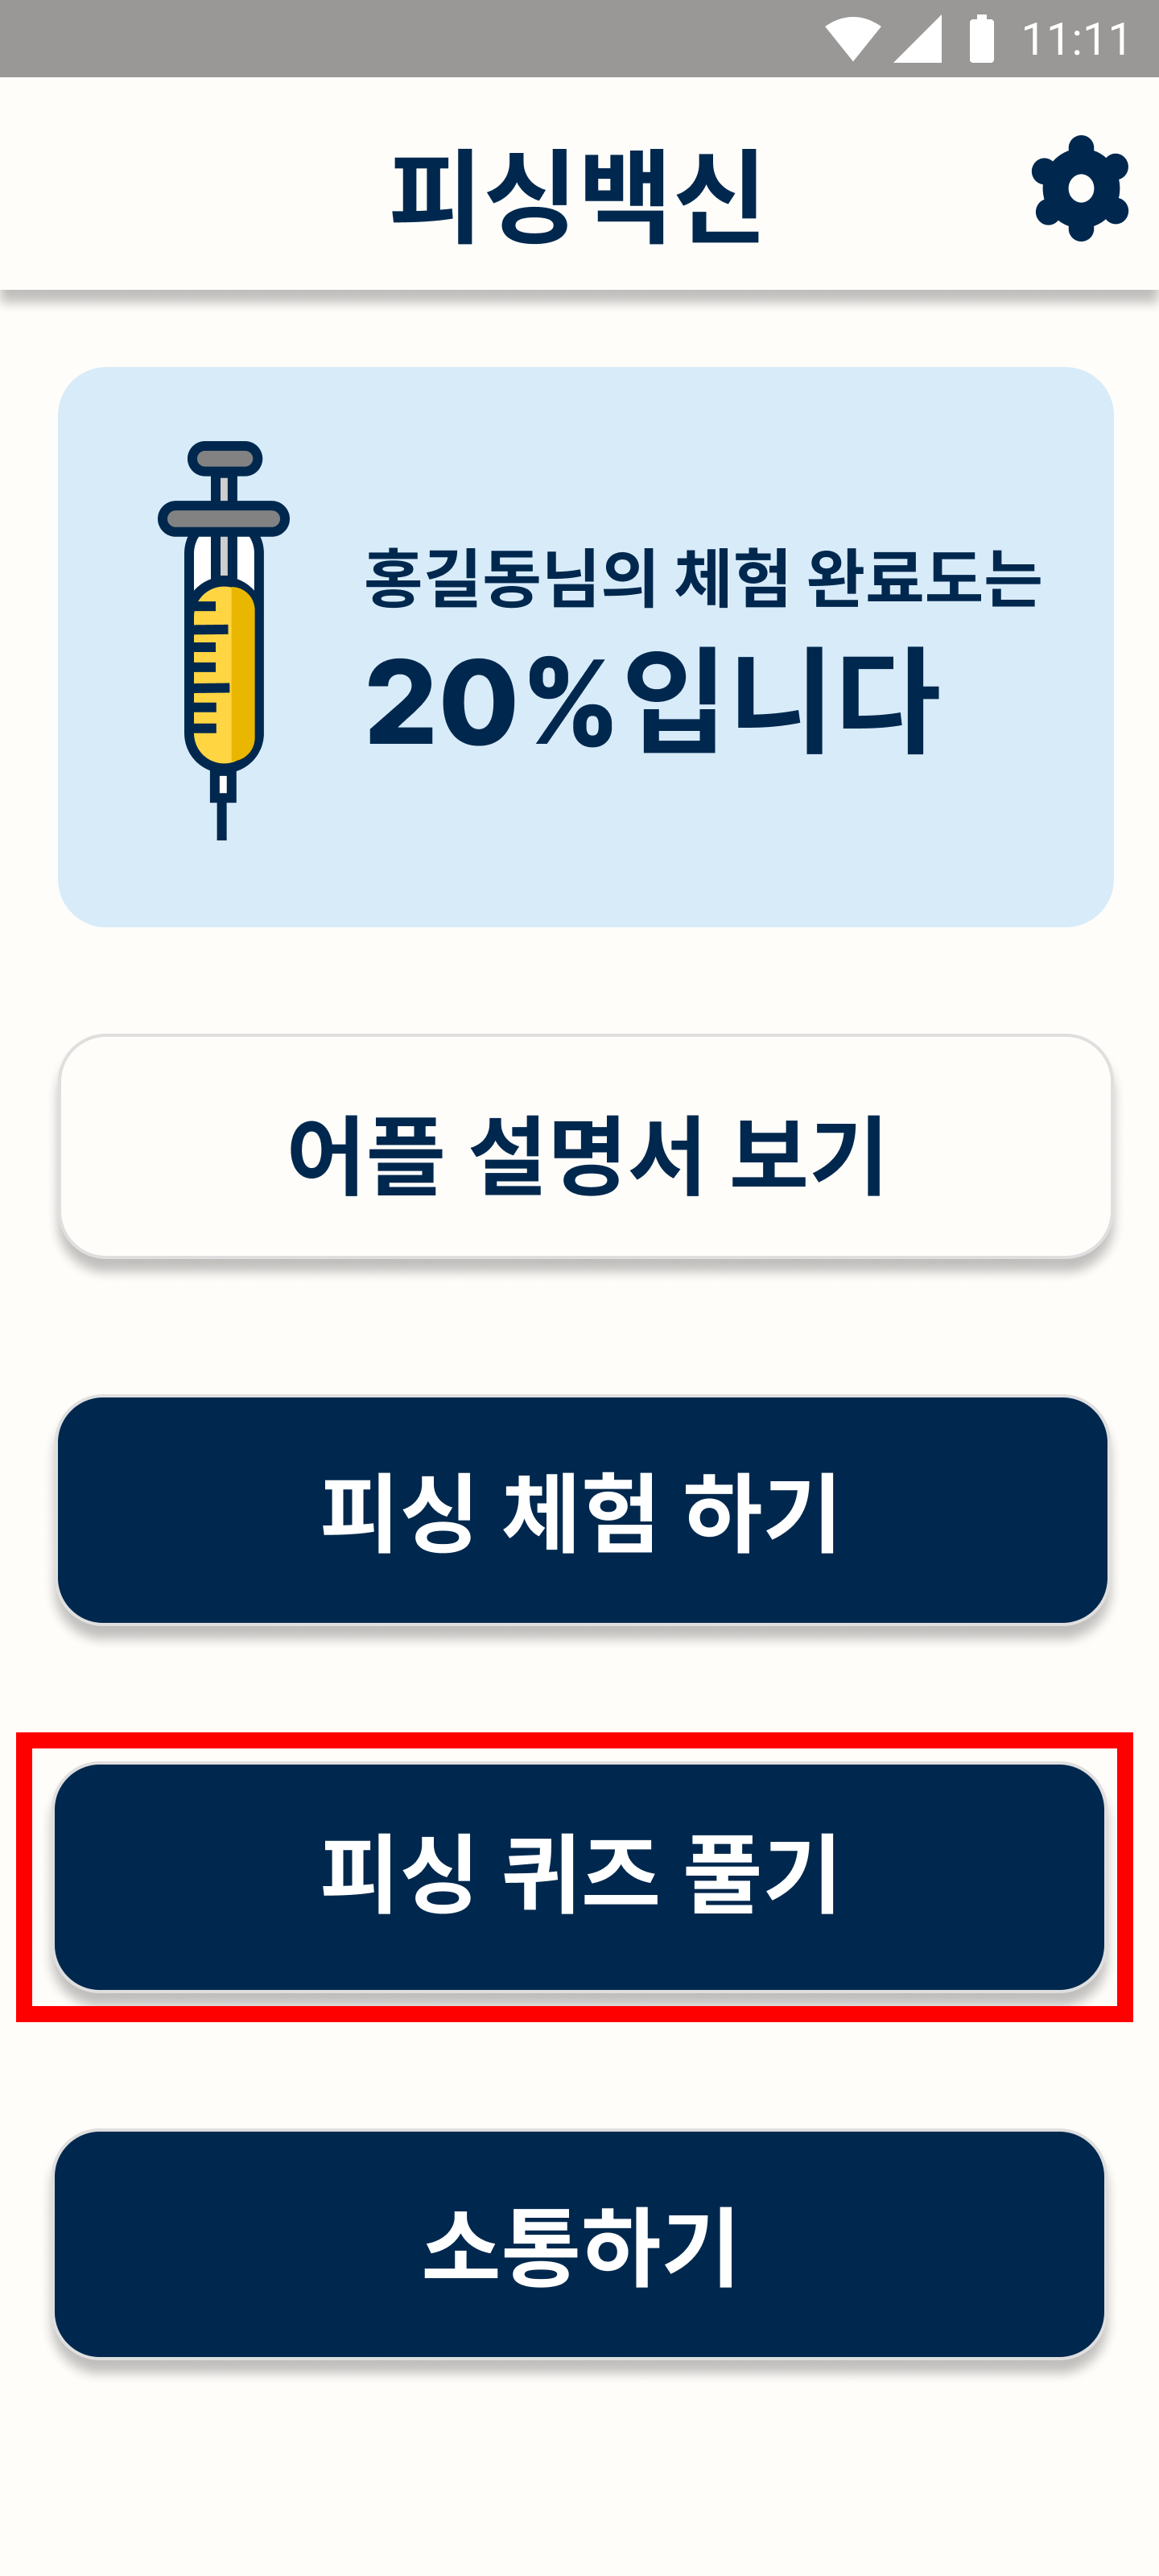 11:11
피싱백신
홍길동님의 체험 완료도는
20%입니다
어플 설명서 보기
피싱 체험 하기
피싱 퀴즈 풀기
소통하기